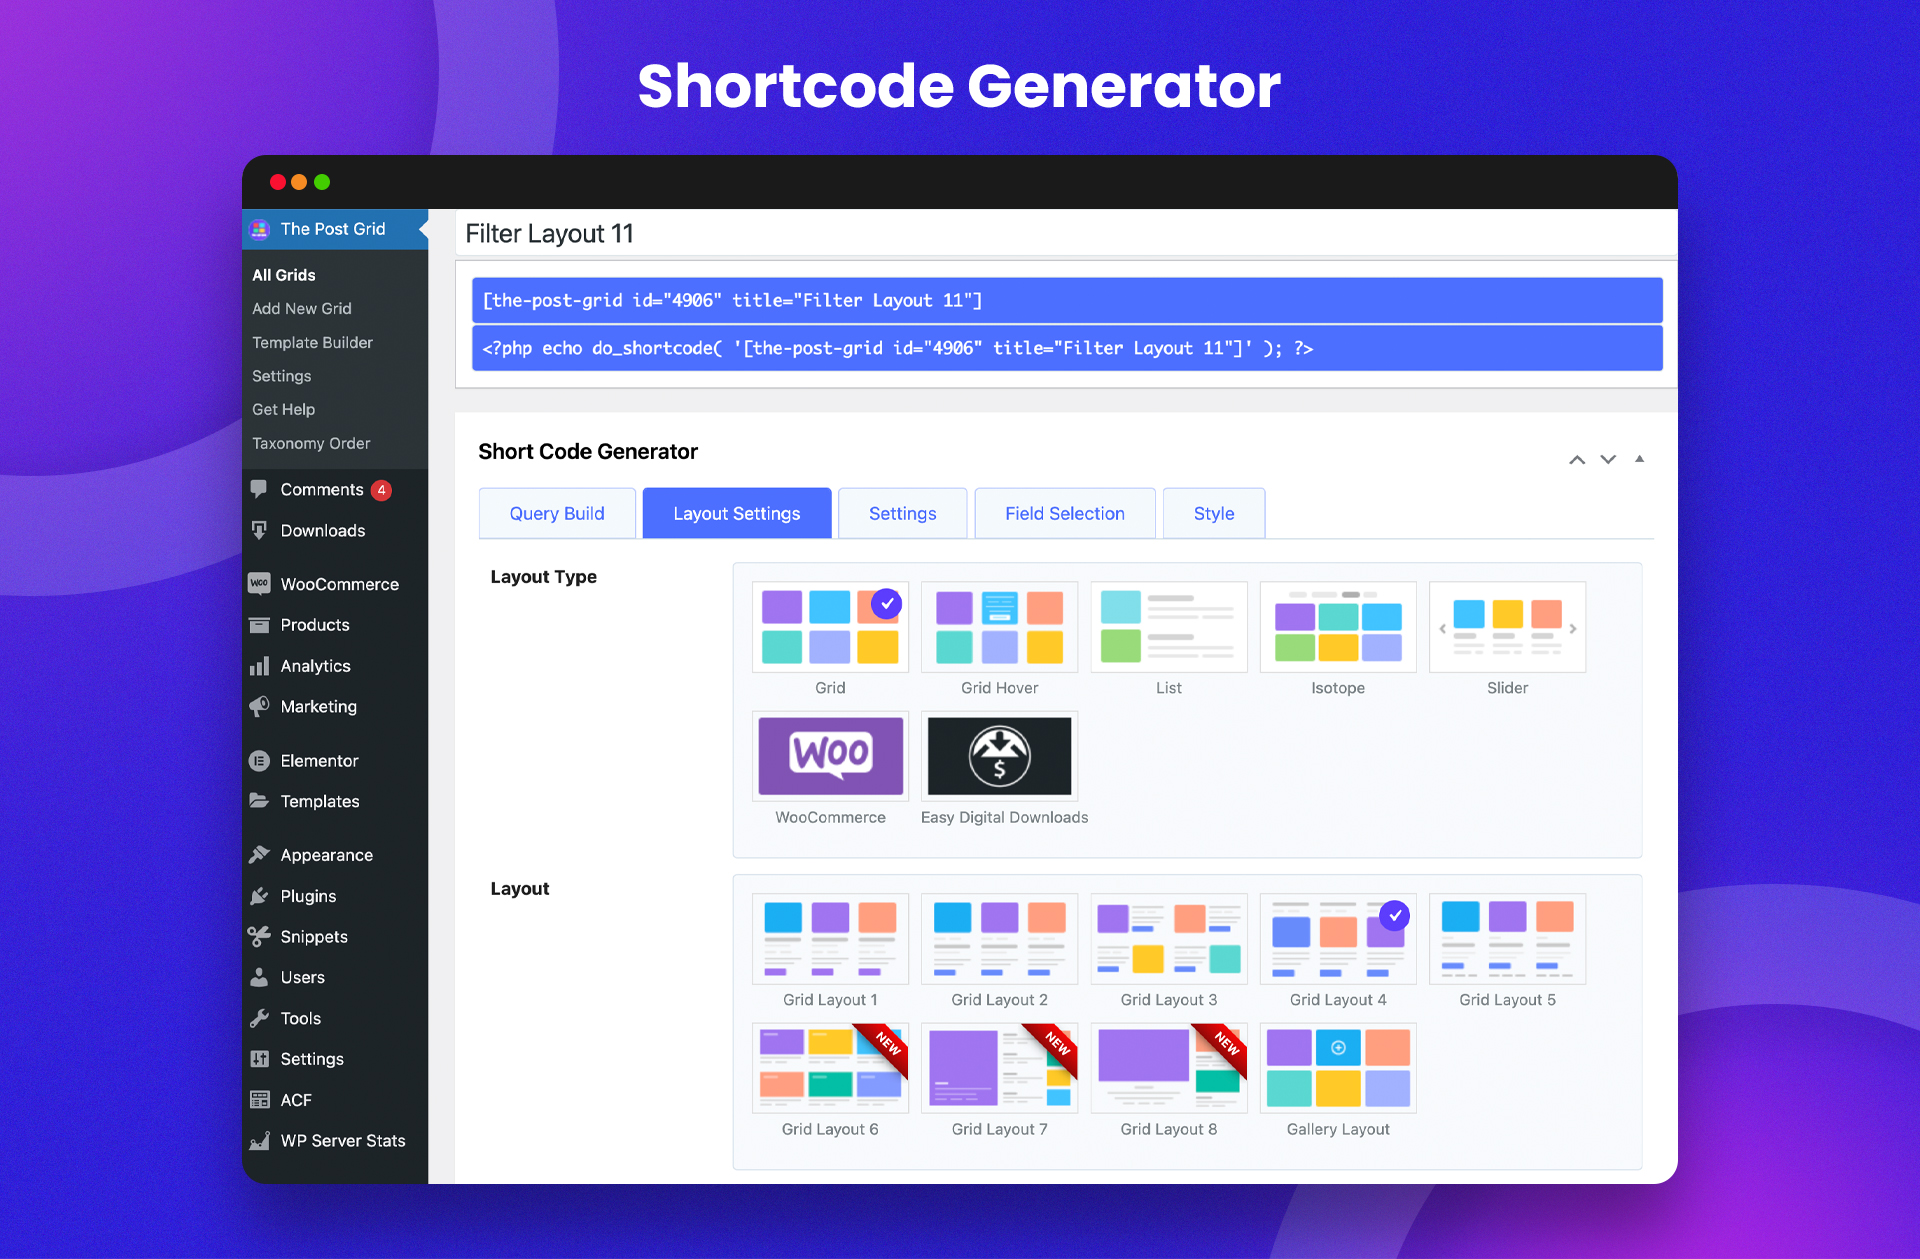 Shortcode Generator
The Post Grid
All Grids
Add New Grid
Template Builder
Settings
Get Help
Taxonomy Order
Comments 4
Downloads
WooCommerce
Products
Analytics
Marketing
Elementor
Templates
Appearance
Plugins
Snippets
Users
Tools
Settings
ACF
WP Server Stats
Filter Layout 11
[the-post-grid id="4906" title="Filter Layout 11"]
<?php echo do_shortcode( '[the-post-grid id="4906" title="Filter Layout 11"]' ); ?>
Short Code Generator
Query Build
Layout Settings
Settings
Field Selection
Style
Layout Type
Grid
Grid Hover
List
Isotope
Slider
WOO
$
WooCommerce
Easy Digital Downloads
Layout
Grid Layout 1
Grid Layout 2
Grid Layout 3
Grid Layout 4
Grid Layout 5
NEW
NEW
NEW
Grid Layout 6
Grid Layout 7
Grid Layout 8
Gallery Layout